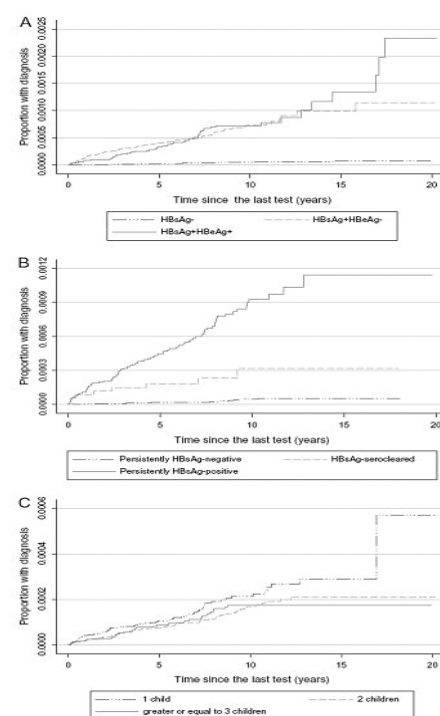 A
0.0025
0.0020
0.0015
0.0010
0.0005
0.0000
Proportion with diagnosis
0 5 10 15 20
Time since the last test (years)
HBsAg- HBsAg+HBeAg-
HBsAg+HBeAg+
B
0.0012
0.0009
0.0006
0.0003
0.0000
Proportion with diagnosis
0 5 10 15 20
Time since the last test (years)
Persistently HBsAg-negative HBsAg-serocleared
Persistently HBsAg-positive
C
0.0006
0.0004
0.0002
0.0000
Proportion with diagnosis
0 5 10 15 20
Time since the last test (years)
1 child 2 children
greater or equal to 3 children